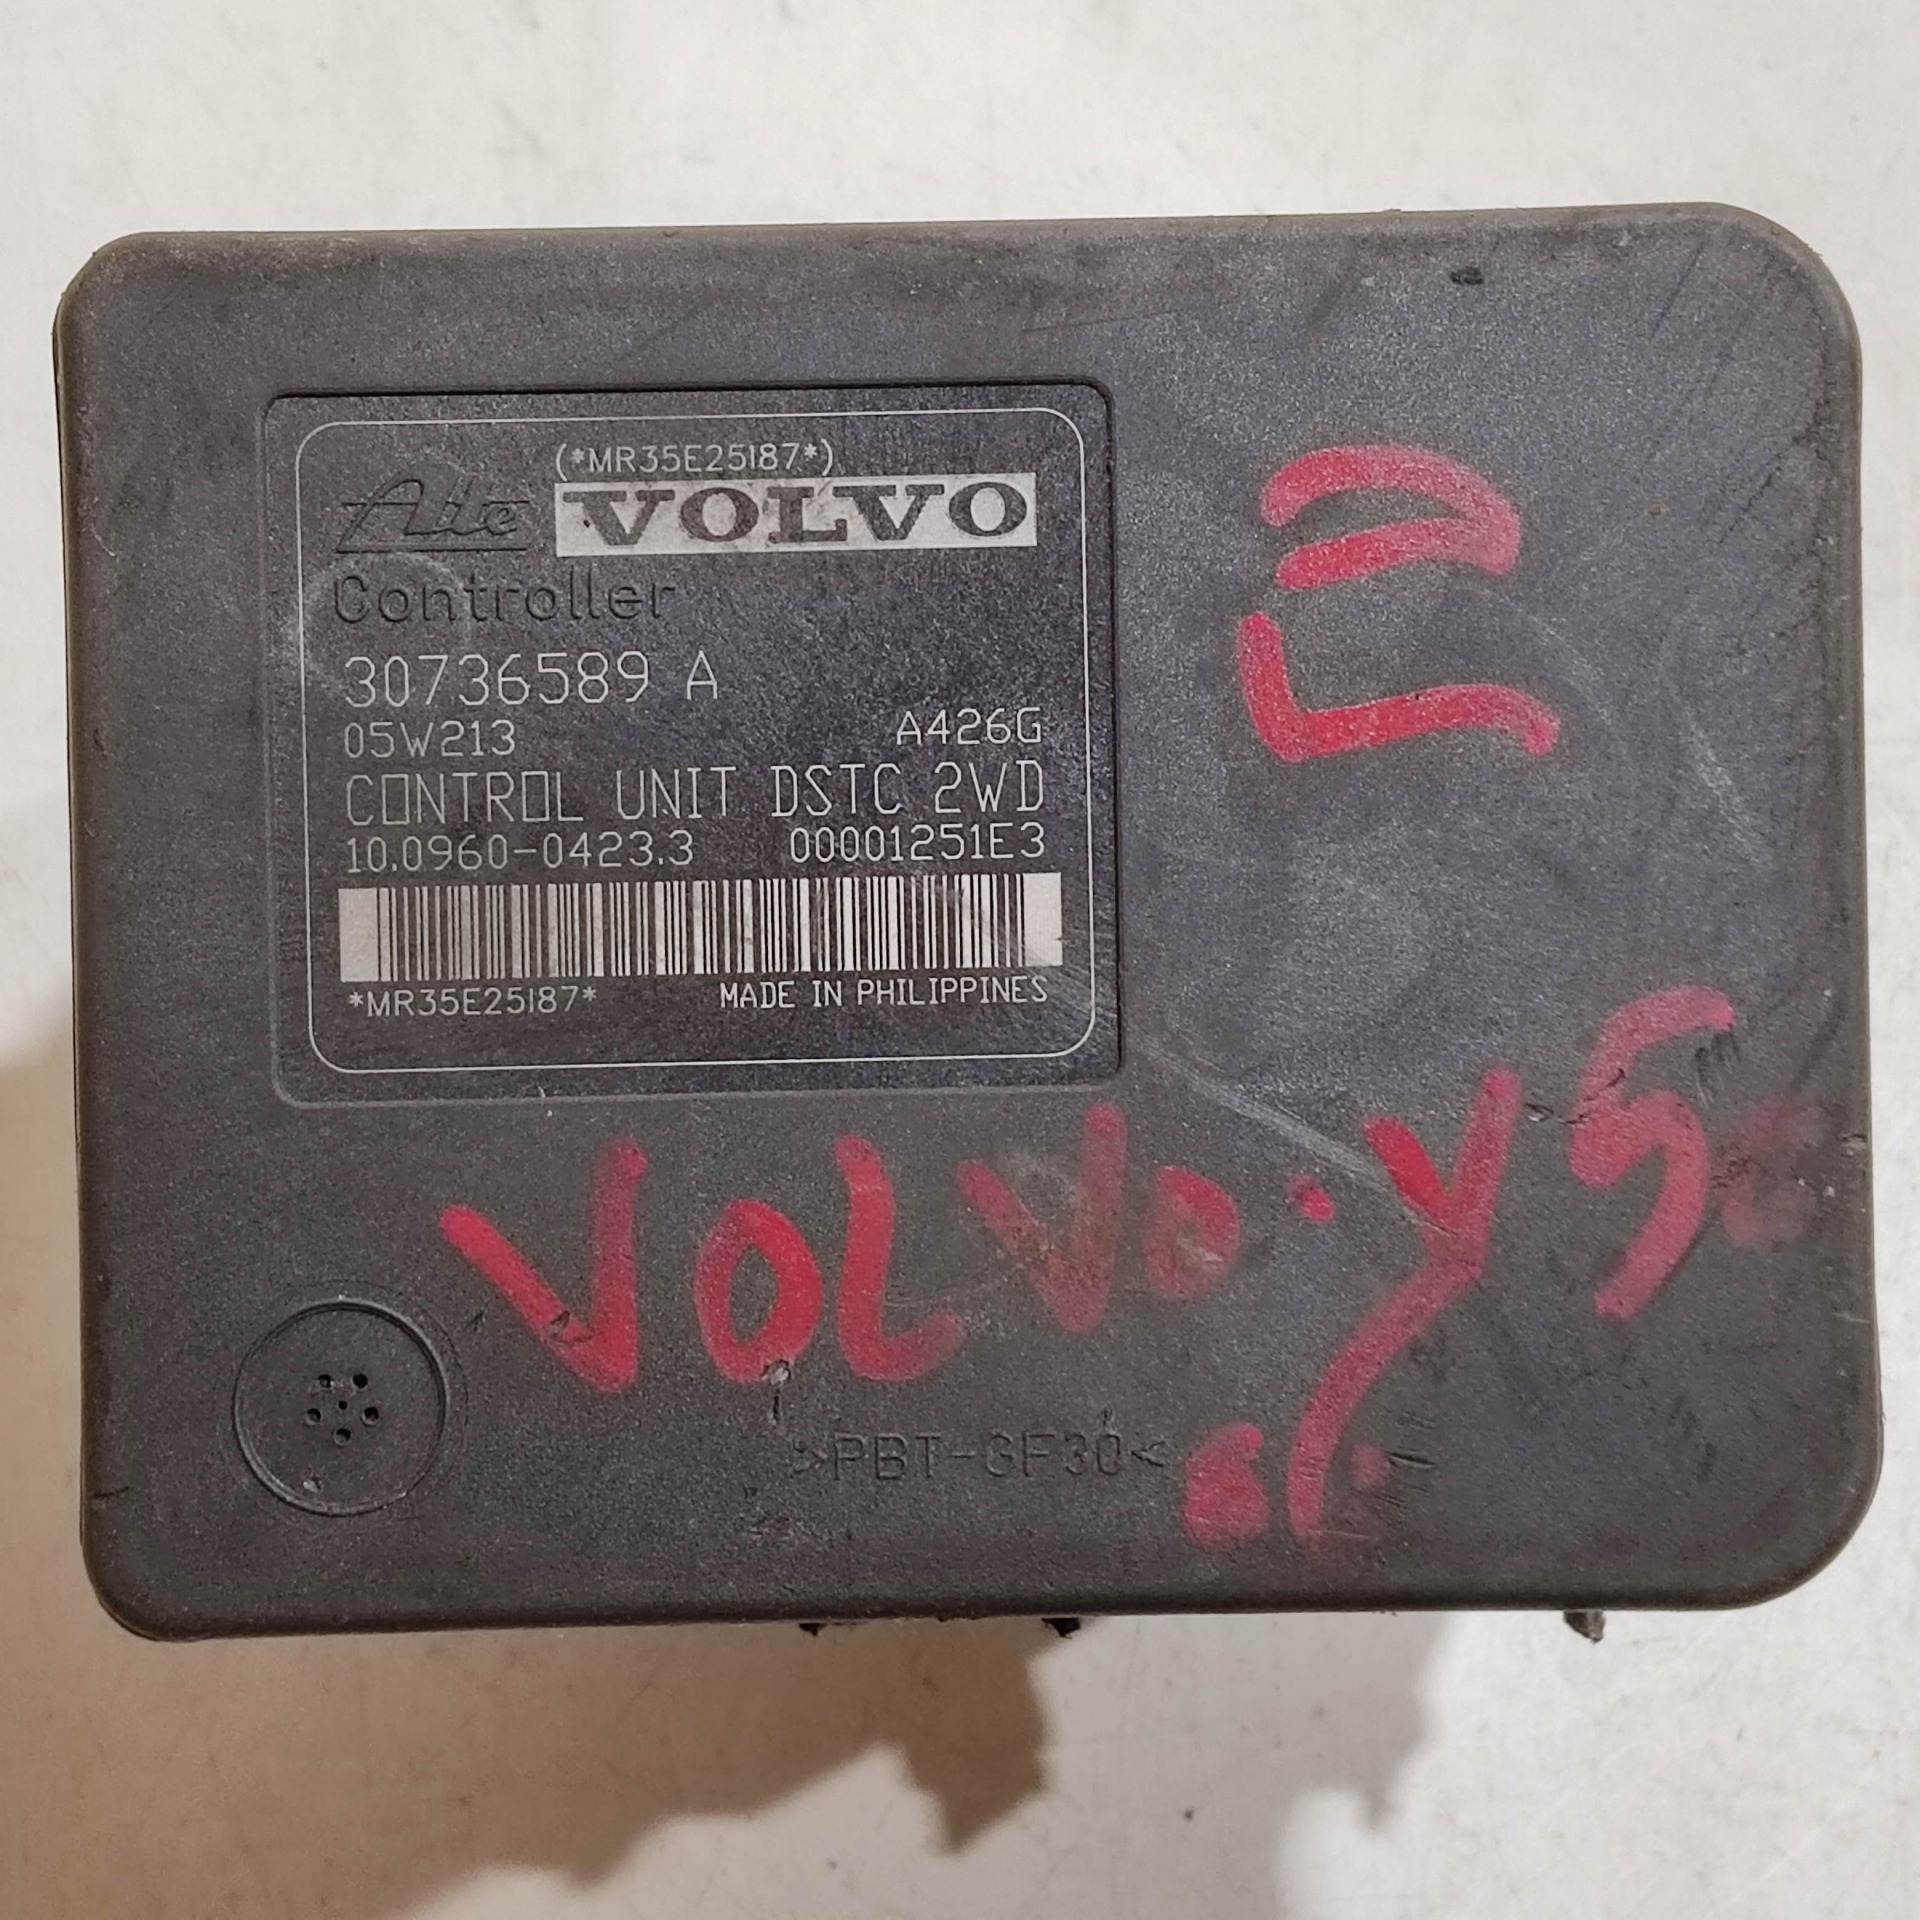 (*MR35E25187*)
Ate VOLVO
Controller
30736589 A
05W213 A426G
CONTROL UNIT DSTC 2WD
10.0960-0423.3 00001251E3
*MR35E25187* MADE IN PHILIPPINES
VOLVO.
>PBT-GF30<